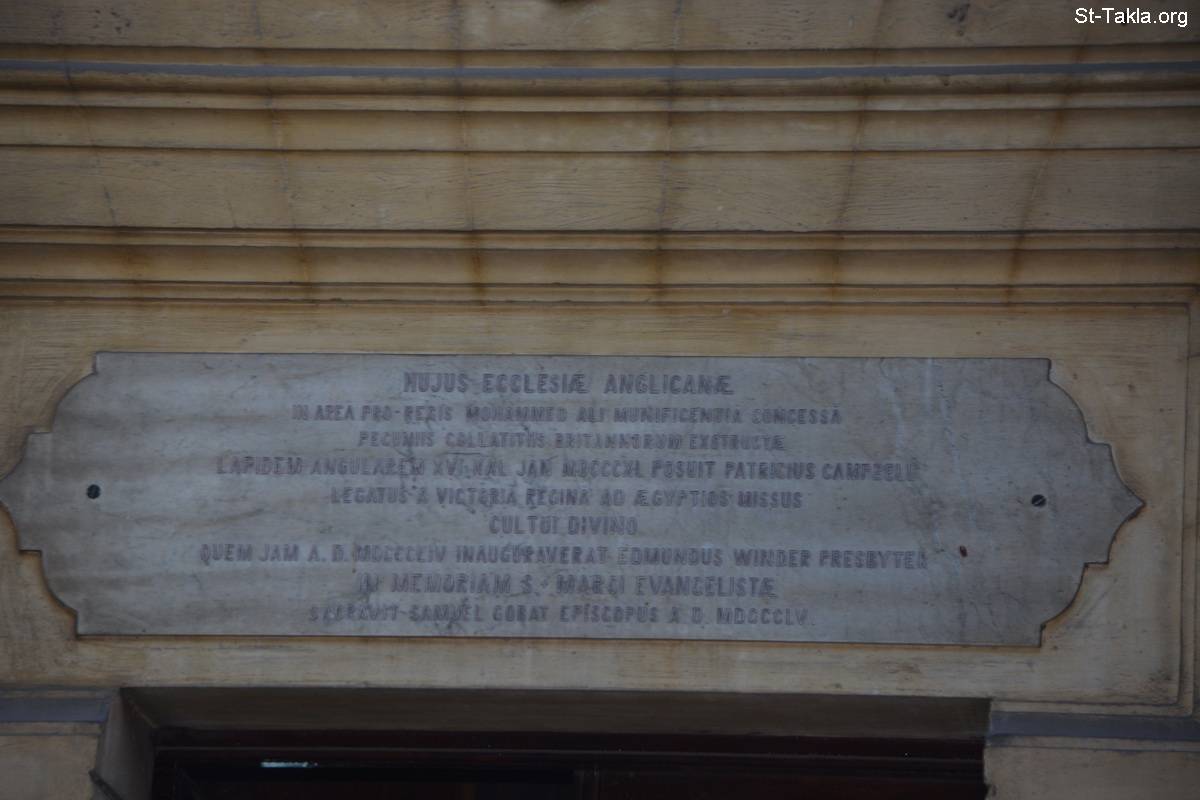 St-Takla.org
HUJUS ECCLESIÆ ANGLICANÆ
IN AREA PRO-REGIS MOHAMMED ALI MUNIFICENTIA CONCESSA
PECUNIIS COLLATITIIS BRITANNORUM EXSTRUCTÆ
LAPIDEM ANGULAREM XVI KAL JAN MDCCCXL POSUIT PATRICIUS CAMPBELL
LEGATUS A VICTORIA REGINA AD ÆGYPTIOS MISSUS
CULTUI DIVINO
QUEM JAM A. D. MDCCCLIV INAUGURAVERAT EDMUNDUS WINDER PRESBYTER
IN MEMORIAM S. MARCI EVANGELISTÆ
SACRAVIT SAMUEL GOBAT EPISCOPUS A D. MDCCCLV.